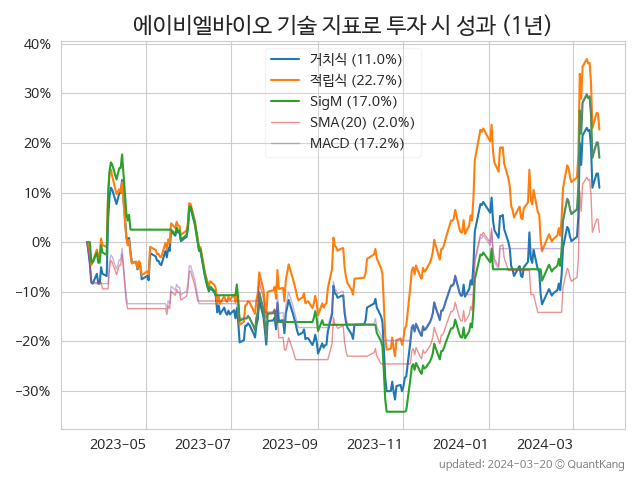 에이비엘바이오 기술 지표로 투자 시 성과 (1년)
거치식 (11.0%)
적립식 (22.7%)
SigM (17.0%)
SMA(20) (2.0%)
MACD (17.2%)
40%
30%
20%
10%
0%
−10%
−20%
−30%
2023-05 2023-07 2023-09 2023-11 2024-01 2024-03
updated: 2024-03-20 © QuantKang